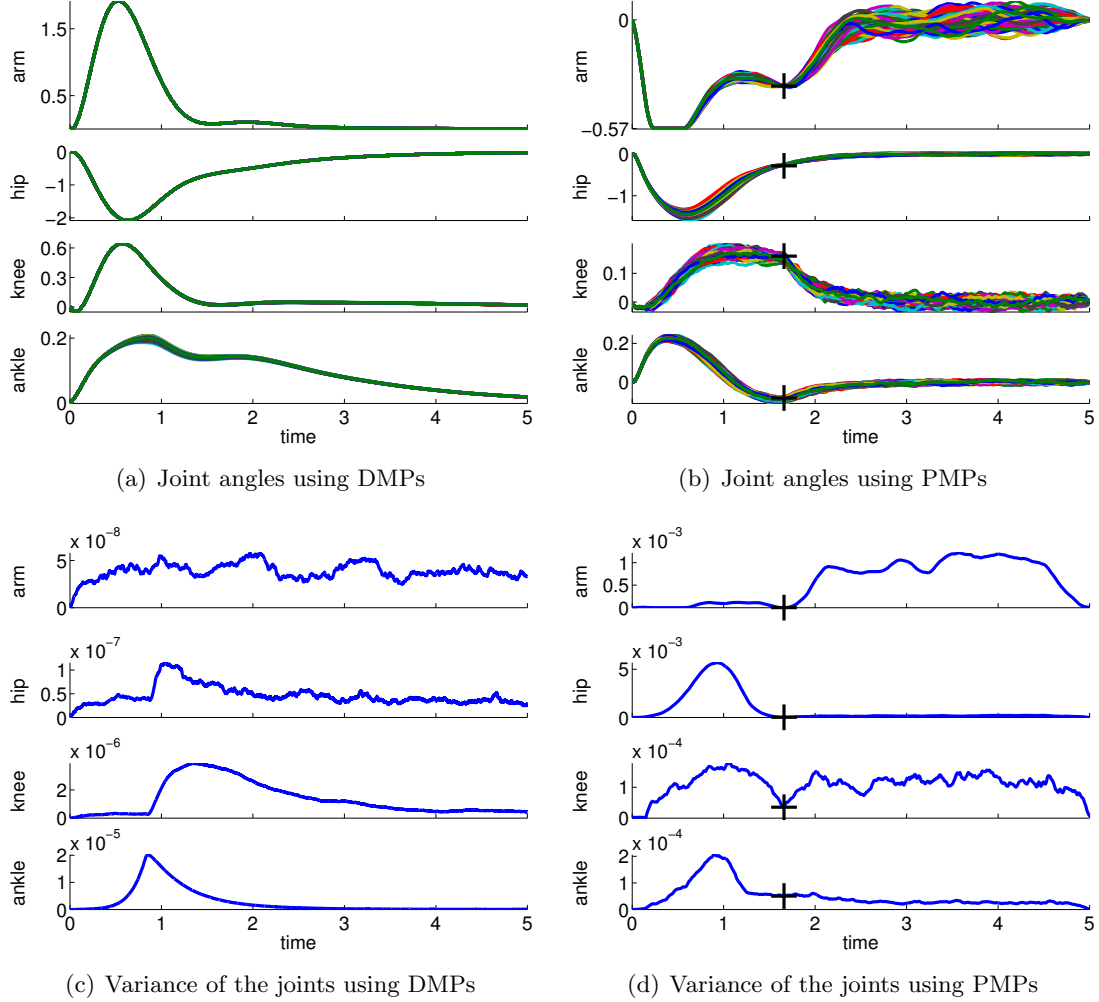 arm
1.5
0.5
hip
0
−1
−2
knee
0.6
0.3
0
ankle
0.2
0
0 1 2 3 4 5
time
(a) Joint angles using DMPs
arm
0
−0.57
hip
0
−1
knee
0.1
0
ankle
0.2
0
0 1 2 3 4 5
time
(b) Joint angles using PMPs
x 10−8
arm
5
0
x 10−7
hip
1
0.5
0
x 10−6
knee
2
0
x 10−5
ankle
2
1
0
0 1 2 3 4 5
time
(c) Variance of the joints using DMPs
x 10−3
arm
1
0.5
0
x 10−3
hip
5
0
x 10−4
knee
1
0
x 10−4
ankle
2
1
0
0 1 2 3 4 5
time
(d) Variance of the joints using PMPs